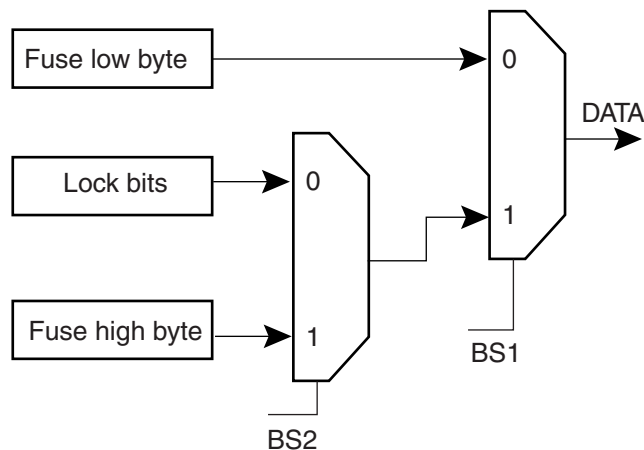 Fuse low byte
0
DATA
Lock bits
0
1
Fuse high byte
1
BS1
BS2